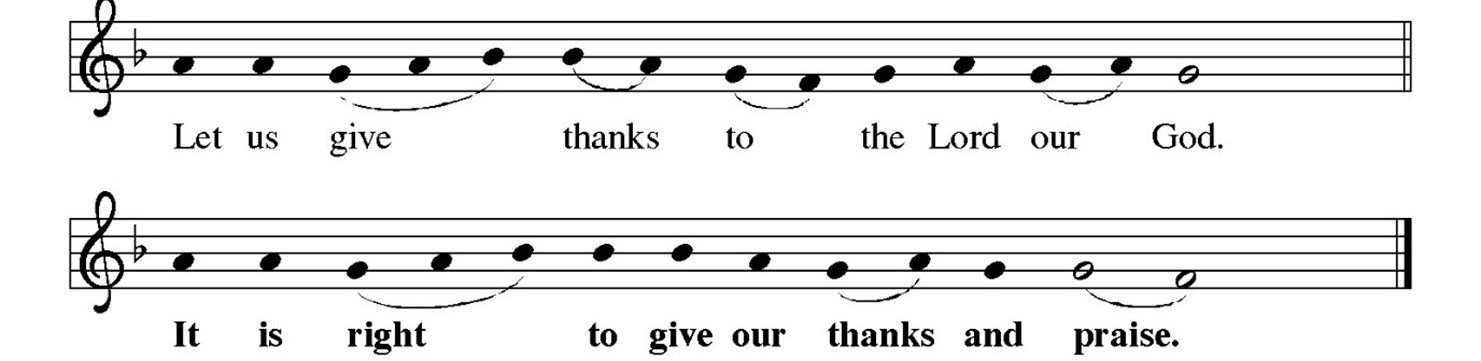 Let us give thanks to the Lord our God.
It is right to give our thanks and praise.